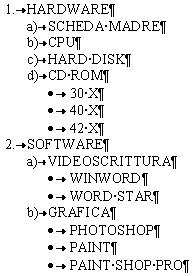 1. HARDWARE
a) SCHEDA MADRE
b) CPU
c) HARD DISK
d) CD-ROM
• 30 X
• 40 X
• 42 X
2. SOFTWARE
a) VIDEOSCRITTURA
• WINWORD
• WORD STAR
b) GRAFICA
• PHOTOSHOP
• PAINT
• PAINT SHOP PRO